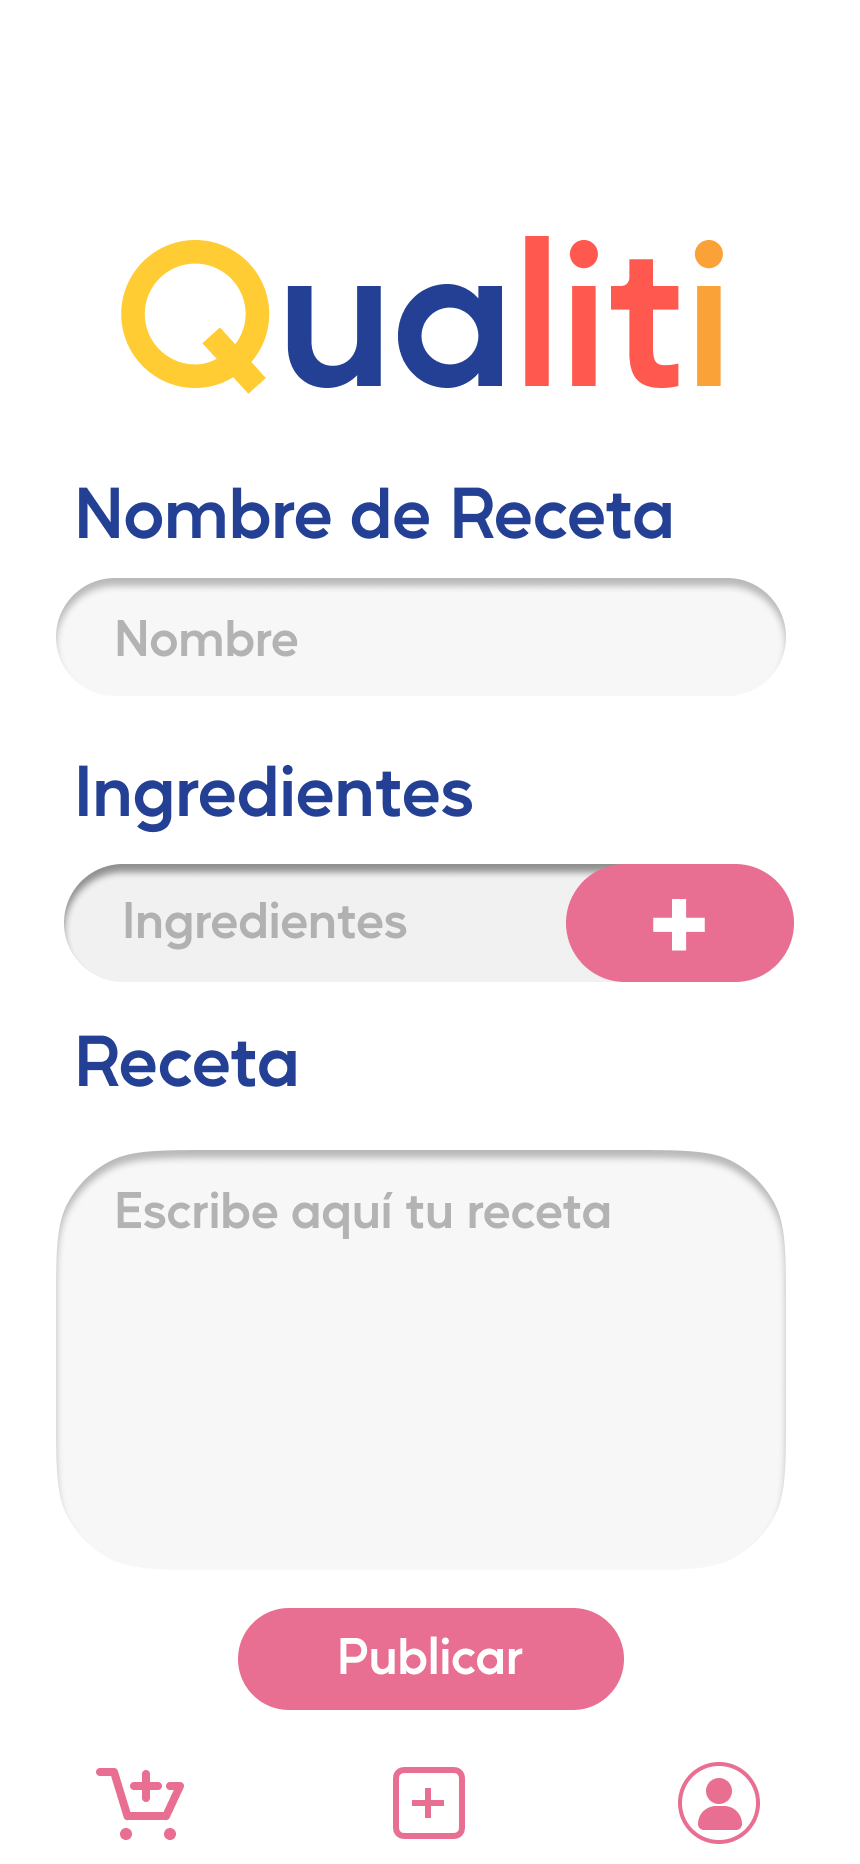 Qualiti
Nombre de Receta
Nombre
Ingredientes
Ingredientes
+
Receta
Escribe aquí tu receta
Publicar